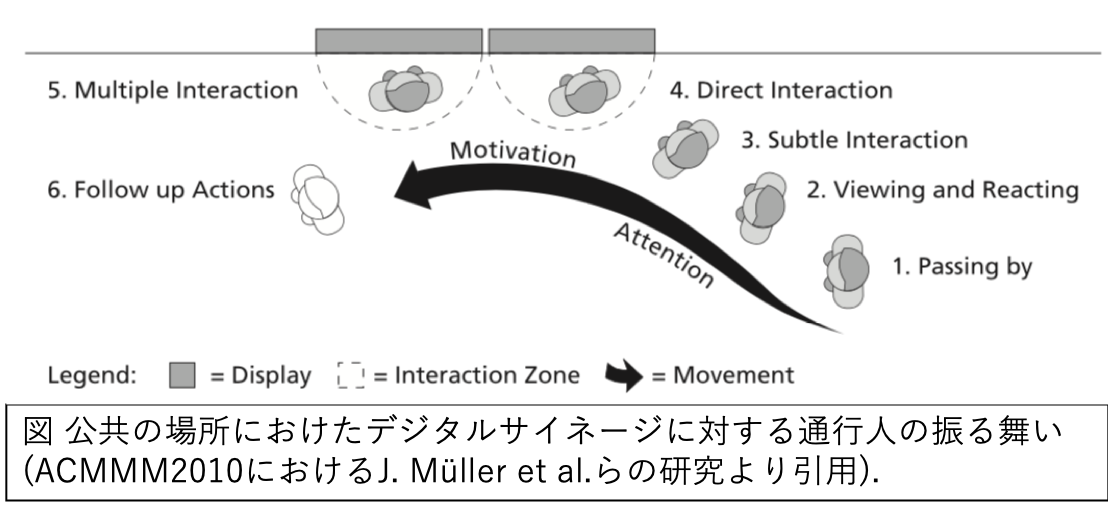 5. Multiple Interaction
4. Direct Interaction
3. Subtle Interaction
Motivation
6. Follow up Actions
2. Viewing and Reacting
Attention
1. Passing by
Legend: = Display = Interaction Zone = Movement
図 公共の場所におけたデジタルサイネージに対する通行人の振る舞い
(ACMMM2010におけるJ. Müller et al.らの研究より引用).